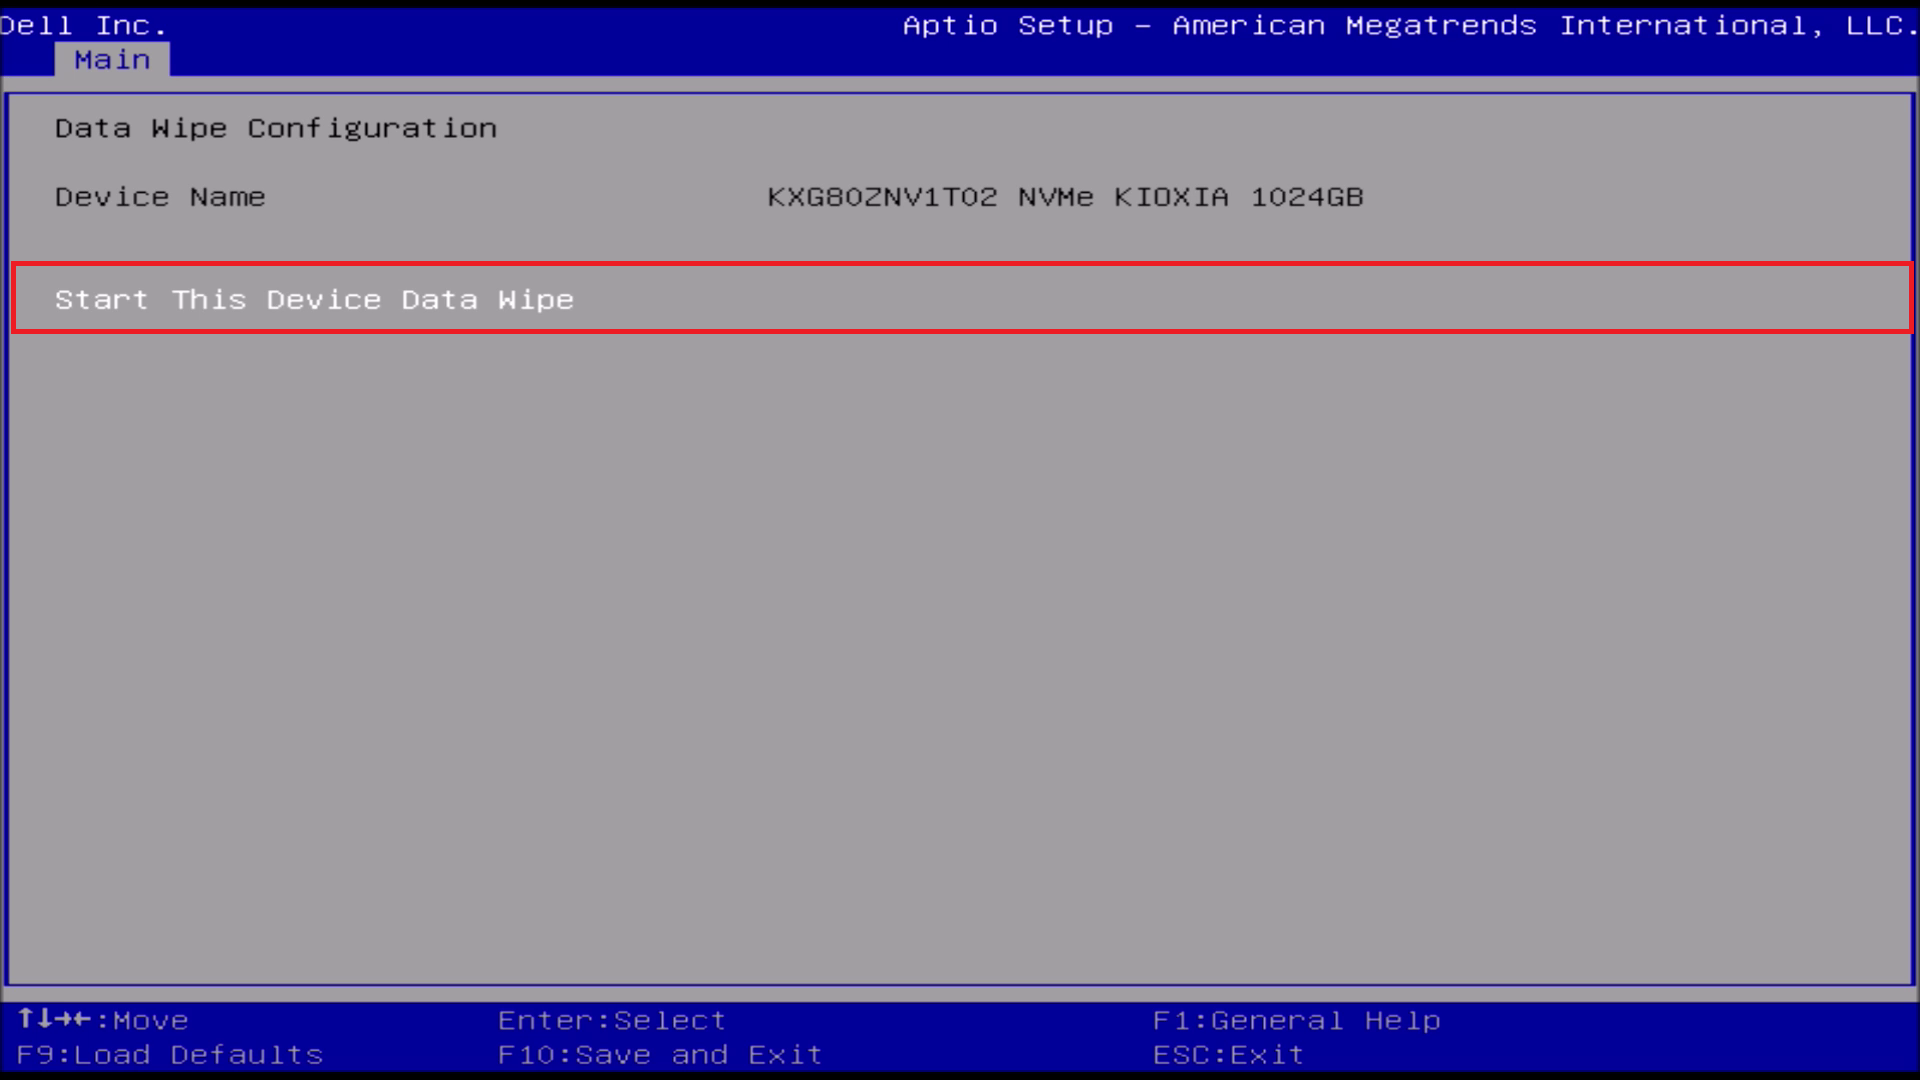 Dell Inc. Aptio Setup – American Megatrends International, LLC.
Main
Data Wipe Configuration
Device Name KXG80ZNV1T02 NVMe KIOXIA 1024GB
Start This Device Data Wipe
↑↓→←:Move Enter:Select F1:General Help
F9:Load Defaults F10:Save and Exit ESC:Exit